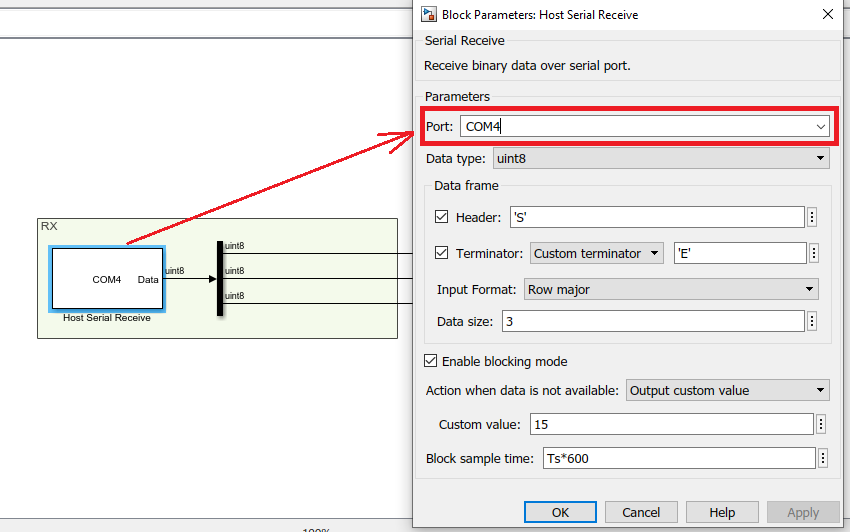 Block Parameters: Host Serial Receive
Serial Receive
Receive binary data over serial port.
Parameters
Port: COM4
Data type: uint8
Data frame
Header: 'S'
Terminator: Custom terminator 'E'
Input Format: Row major
Data size: 3
Enable blocking mode
Action when data is not available: Output custom value
Custom value: 15
Block sample time: Ts*600
OK Cancel Help Apply
RX
COM4 Data
Host Serial Receive
uint8
uint8
uint8
uint8
100%